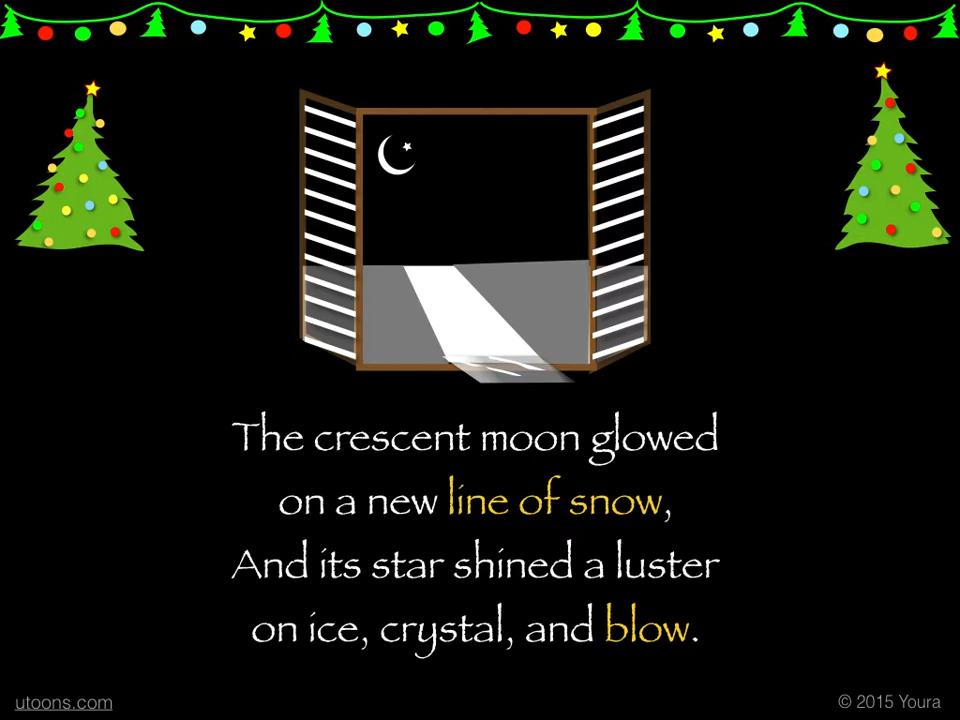 The crescent moon glowed
on a new line of snow,
And its star shined a luster
on ice, crystal, and blow.
utoons.com
© 2015 Youra